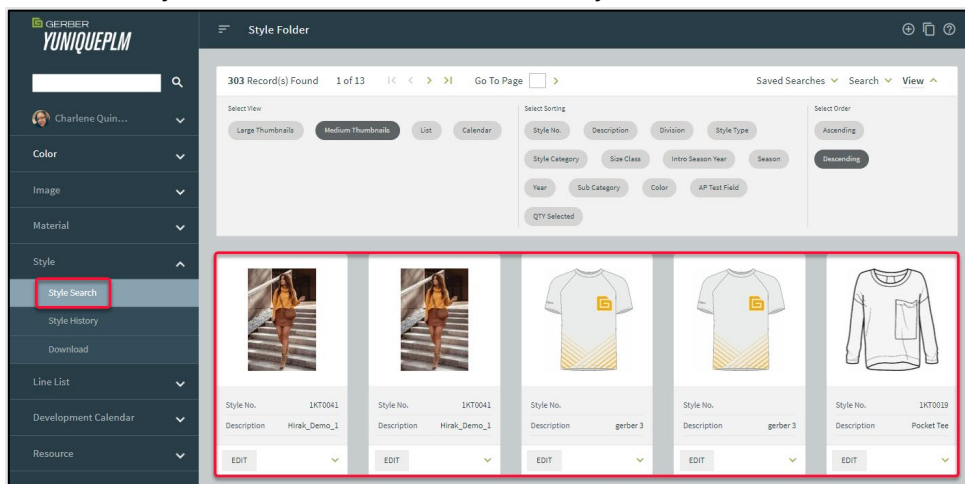 GERBER
YUNIQUEPLM
Style Folder
303 Record(s) Found 1 of 13 Go To Page
Saved Searches Search View
Charlene Quin...
Color
Image
Material
Style
Style Search
Style History
Download
Line List
Development Calendar
Resource
Select View
Large Thumbnails Medium Thumbnails List Calendar
Select Sorting
Style No. Description Division Style Type
Style Category Size Class Intro Season Year Season
Year Sub Category Color AP Test Field
QTY Selected
Select Order
Ascending
Descending
Style No. 1KT0041
Description Hirak_Demo_1
EDIT
Style No. 1KT0041
Description Hirak_Demo_1
EDIT
Style No.
Description gerber 3
EDIT
Style No.
Description gerber 3
EDIT
Style No. 1KT0019
Description Pocket Tee
EDIT